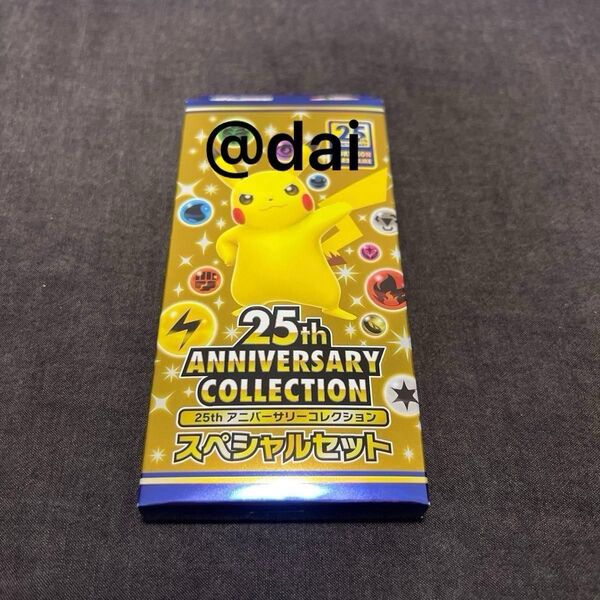 @dai
25
25th
ANNIVERSARY
COLLECTION
25th アニバーサリーコレクション
スペシャルセット